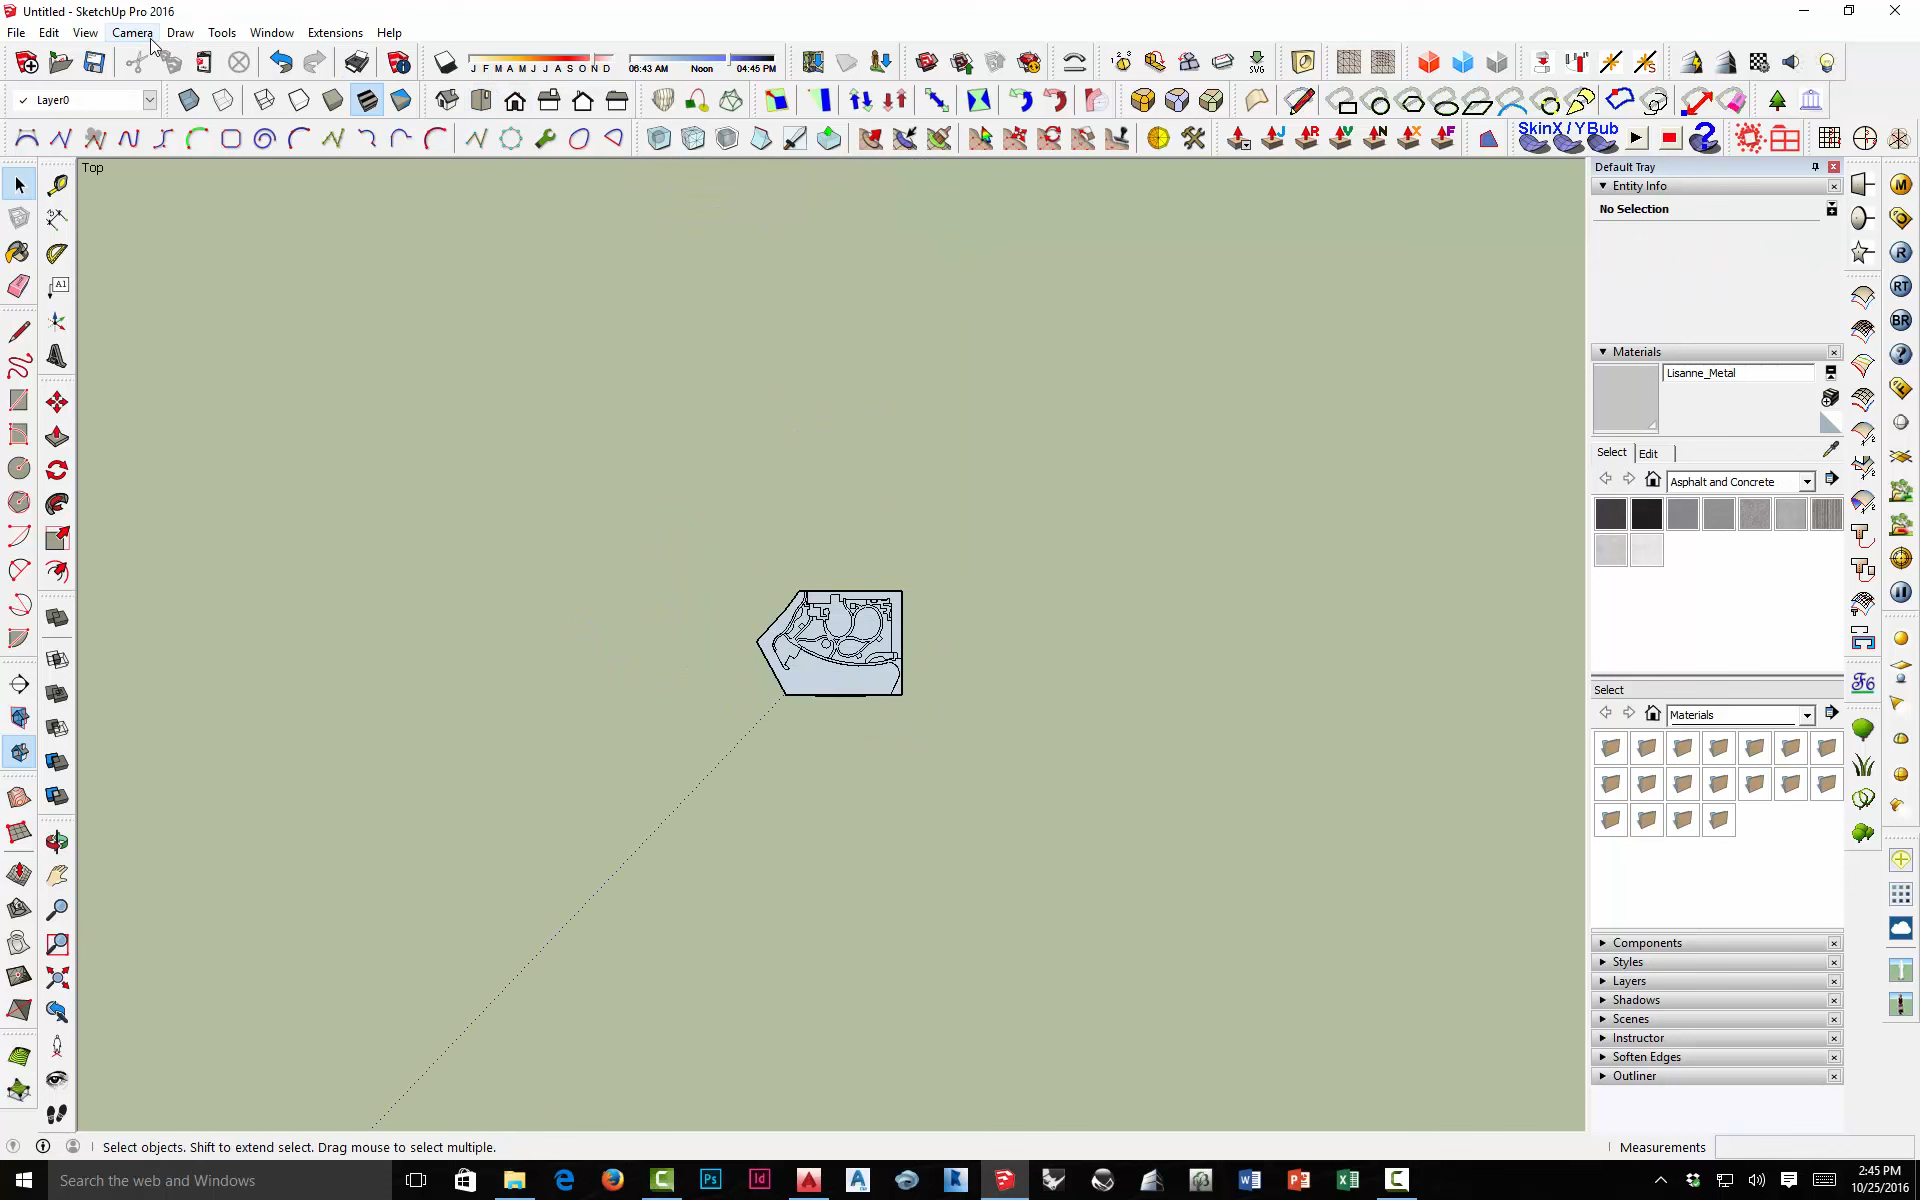 Untitled - SketchUp Pro 2016
File Edit View Camera Draw Tools Window Extensions Help
J F M A M J J A S O N D
06:43 AM Noon 04:45 PM
Layer0
SkinX / YBub
Top
Default Tray
Entity Info
No Selection
Materials
Lisanne_Metal
Select Edit
Asphalt and Concrete
Select
Materials
Components
Styles
Layers
Shadows
Scenes
Instructor
Soften Edges
Outliner
Select objects. Shift to extend select. Drag mouse to select multiple.
Measurements
Search the web and Windows
2:45 PM
10/25/2016